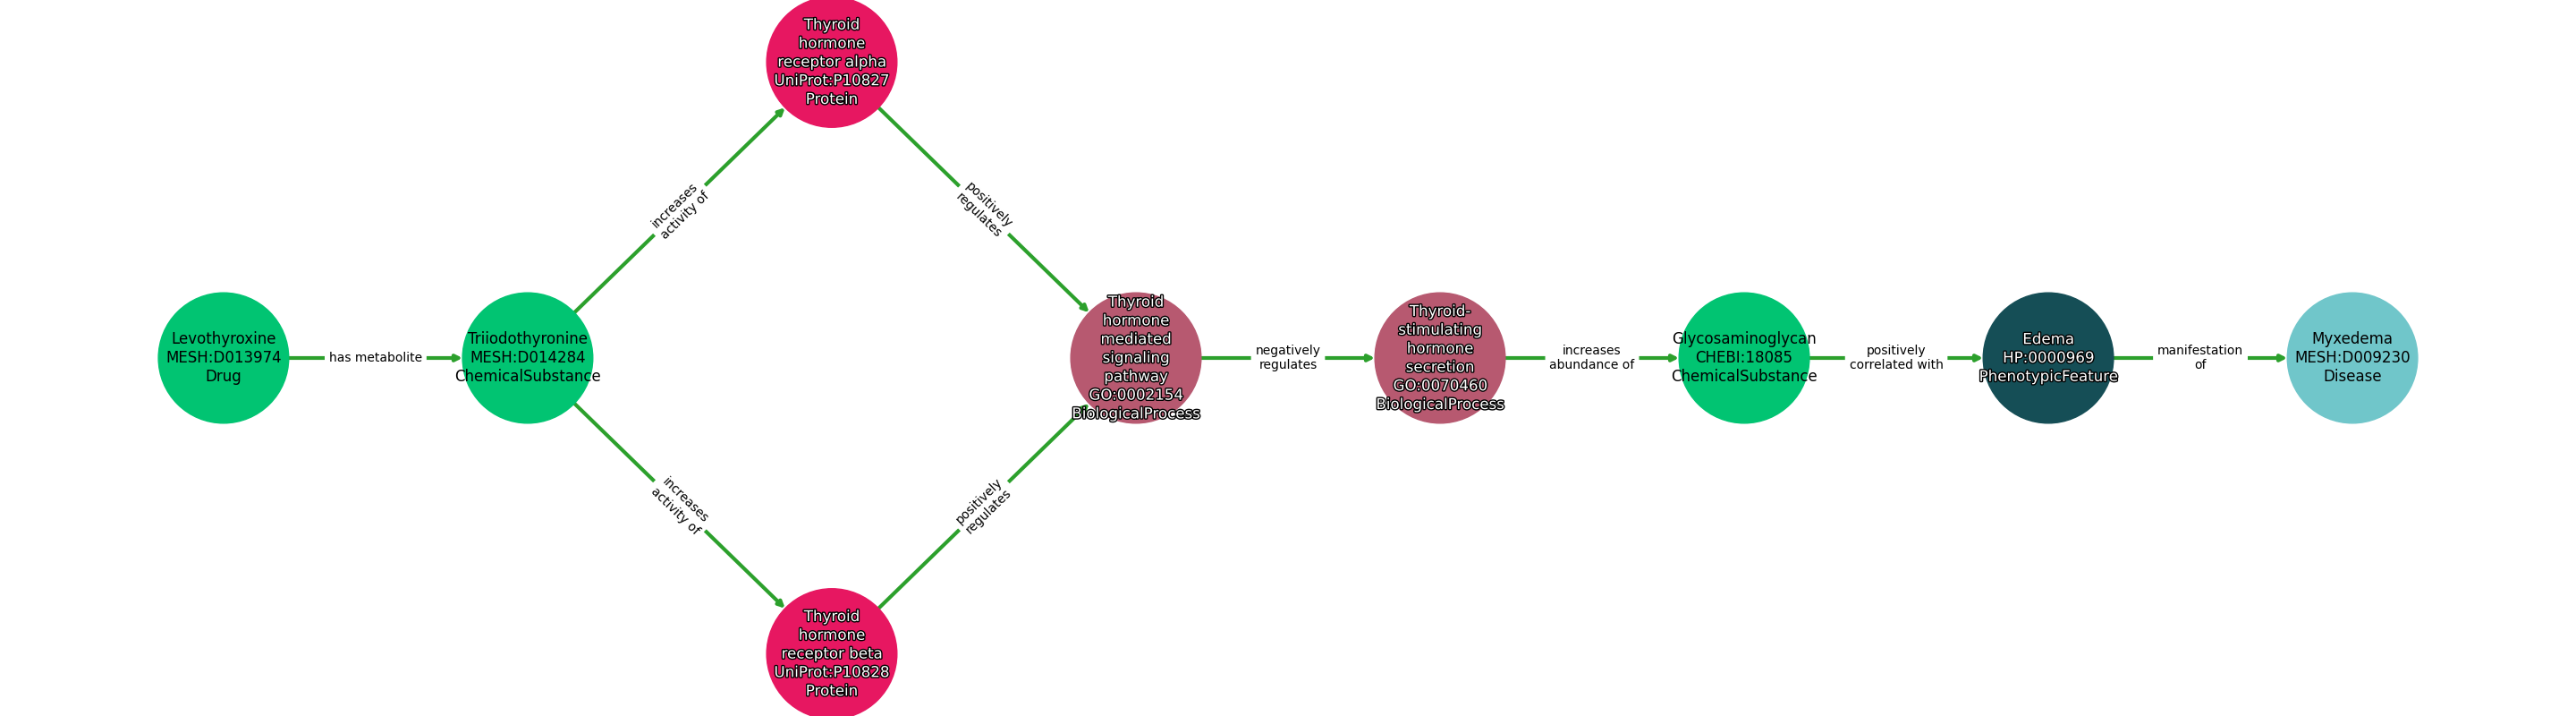 Thyroid
hormone
receptor alpha
UniProt:P10827
Protein
increases
activity of
positively
regulates
Levothyroxine
MESH:D013974
Drug
has metabolite
Triiodothyronine
MESH:D014284
ChemicalSubstance
Thyroid
hormone
mediated
signaling
pathway
GO:0002154
BiologicalProcess
negatively
regulates
Thyroid-
stimulating
hormone
secretion
GO:0070460
BiologicalProcess
increases
abundance of
Glycosaminoglycan
CHEBI:18085
ChemicalSubstance
positively
correlated with
Edema
HP:0000969
PhenotypicFeature
manifestation
of
Myxedema
MESH:D009230
Disease
increases
activity of
positively
regulates
Thyroid
hormone
receptor beta
UniProt:P10828
Protein